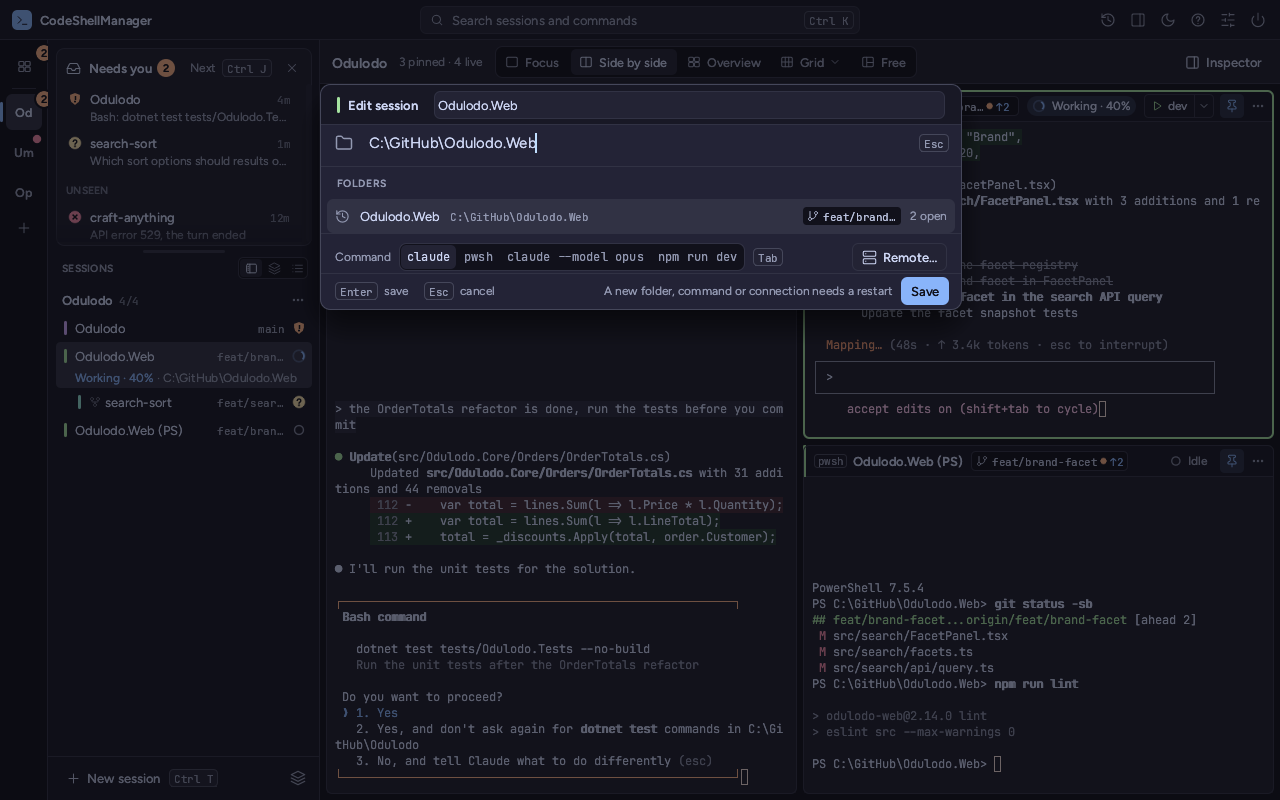 CodeShellManager
Search sessions and commands
Ctrl K
2
Od
2
Um
Op
Needs you 2 Next Ctrl J
Odulodo 4m
Bash: dotnet test tests/Odulodo.Te…
search-sort 1m
Which sort options should results o…
UNSEEN
craft-anything 12m
API error 529, the turn ended
SESSIONS
Odulodo 4/4
Odulodo main
Odulodo.Web feat/bran…
Working · 40% · C:\GitHub\Odulodo.Web
search-sort feat/sear…
Odulodo.Web (PS) feat/bran…
New session Ctrl T
Odulodo 3 pinned · 4 live
Focus Side by side Overview Grid Free
Inspector
Edit session Odulodo.Web
C:\GitHub\Odulodo.Web Esc
FOLDERS
Odulodo.Web C:\GitHub\Odulodo.Web feat/brand… 2 open
Command claude pwsh claude --model opus npm run dev Tab Remote…
Enter save Esc cancel A new folder, command or connection needs a restart Save
> the OrderTotals refactor is done, run the tests before you com
mit
● Update(src/Odulodo.Core/Orders/OrderTotals.cs)
Updated src/Odulodo.Core/Orders/OrderTotals.cs with 31 addi
tions and 44 removals
112 - var total = lines.Sum(l => l.Price * l.Quantity);
112 + var total = lines.Sum(l => l.LineTotal);
113 + total = _discounts.Apply(total, order.Customer);
● I'll run the unit tests for the solution.
Bash command
dotnet test tests/Odulodo.Tests --no-build
Run the unit tests after the OrderTotals refactor
Do you want to proceed?
❯ 1. Yes
2. Yes, and don't ask again for dotnet test commands in C:\Gi
tHub\Odulodo
3. No, and tell Claude what to do differently (esc)
bra… ↑2 Working · 40% dev
"Brand",
20,
acetPanel.tsx)
ch/FacetPanel.tsx with 3 additions and 1 re
he facet registry
nd facet in FacetPanel
facet in the search API query
Update the facet snapshot tests
Mapping… (48s · ↑ 3.4k tokens · esc to interrupt)
>
accept edits on (shift+tab to cycle)
pwsh Odulodo.Web (PS) feat/brand-facet ↑2 Idle
PowerShell 7.5.4
PS C:\GitHub\Odulodo.Web> git status -sb
## feat/brand-facet...origin/feat/brand-facet [ahead 2]
M src/search/FacetPanel.tsx
M src/search/facets.ts
M src/search/api/query.ts
PS C:\GitHub\Odulodo.Web> npm run lint
> odulodo-web@2.14.0 lint
> eslint src --max-warnings 0
PS C:\GitHub\Odulodo.Web>